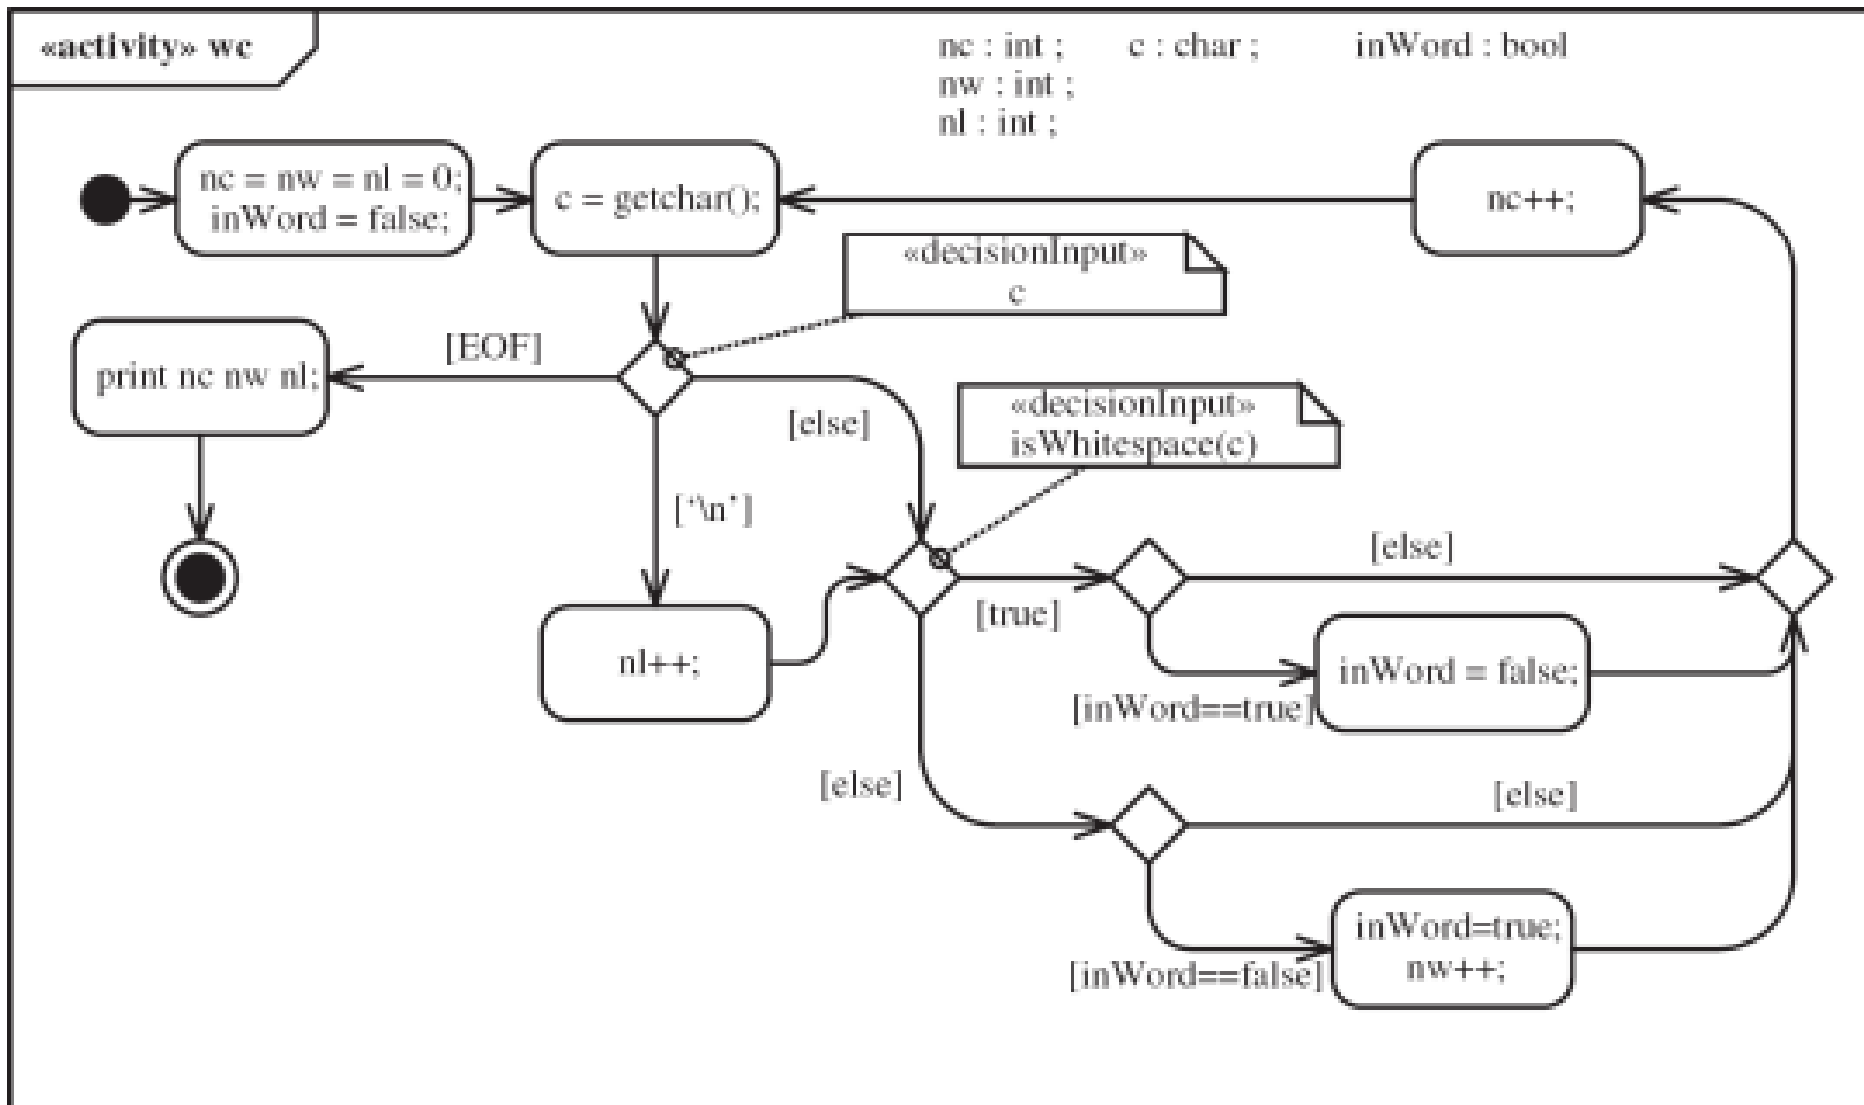 «activity» wc
nc : int ; c : char ; inWord : bool
nw : int ;
nl : int ;
nc = nw = nl = 0;
inWord = false;
c = getchar();
nc++;
«decisionInput»
c
[EOF]
print nc nw nl;
[else]
«decisionInput»
isWhitespace(c)
['\n']
[else]
[true]
nl++;
inWord = false;
[inWord==true]
[else]
[else]
inWord=true;
nw++;
[inWord==false]